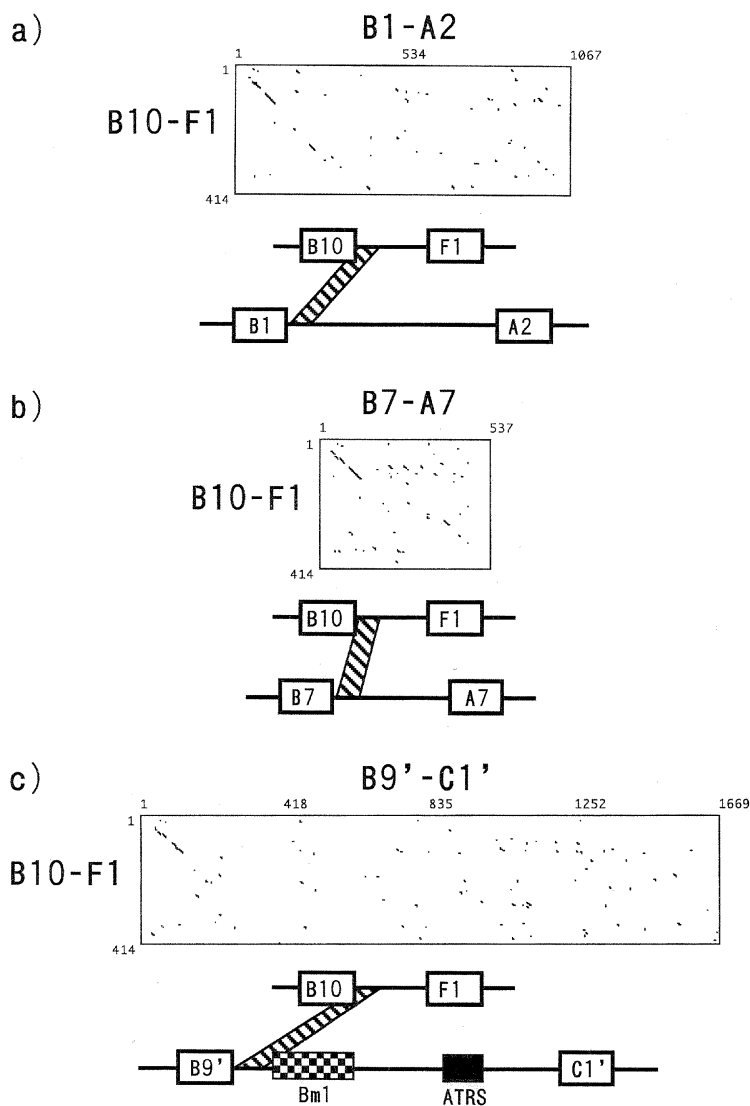 a)
B1-A2
1 534 1067
1
B10-F1
414
B10 F1
B1 A2
b)
B7-A7
1 537
1
B10-F1
414
B10 F1
B7 A7
c)
B9'-C1'
1 418 835 1252 1669
1
B10-F1
414
B10 F1
B9' C1'
Bm1 ATRS